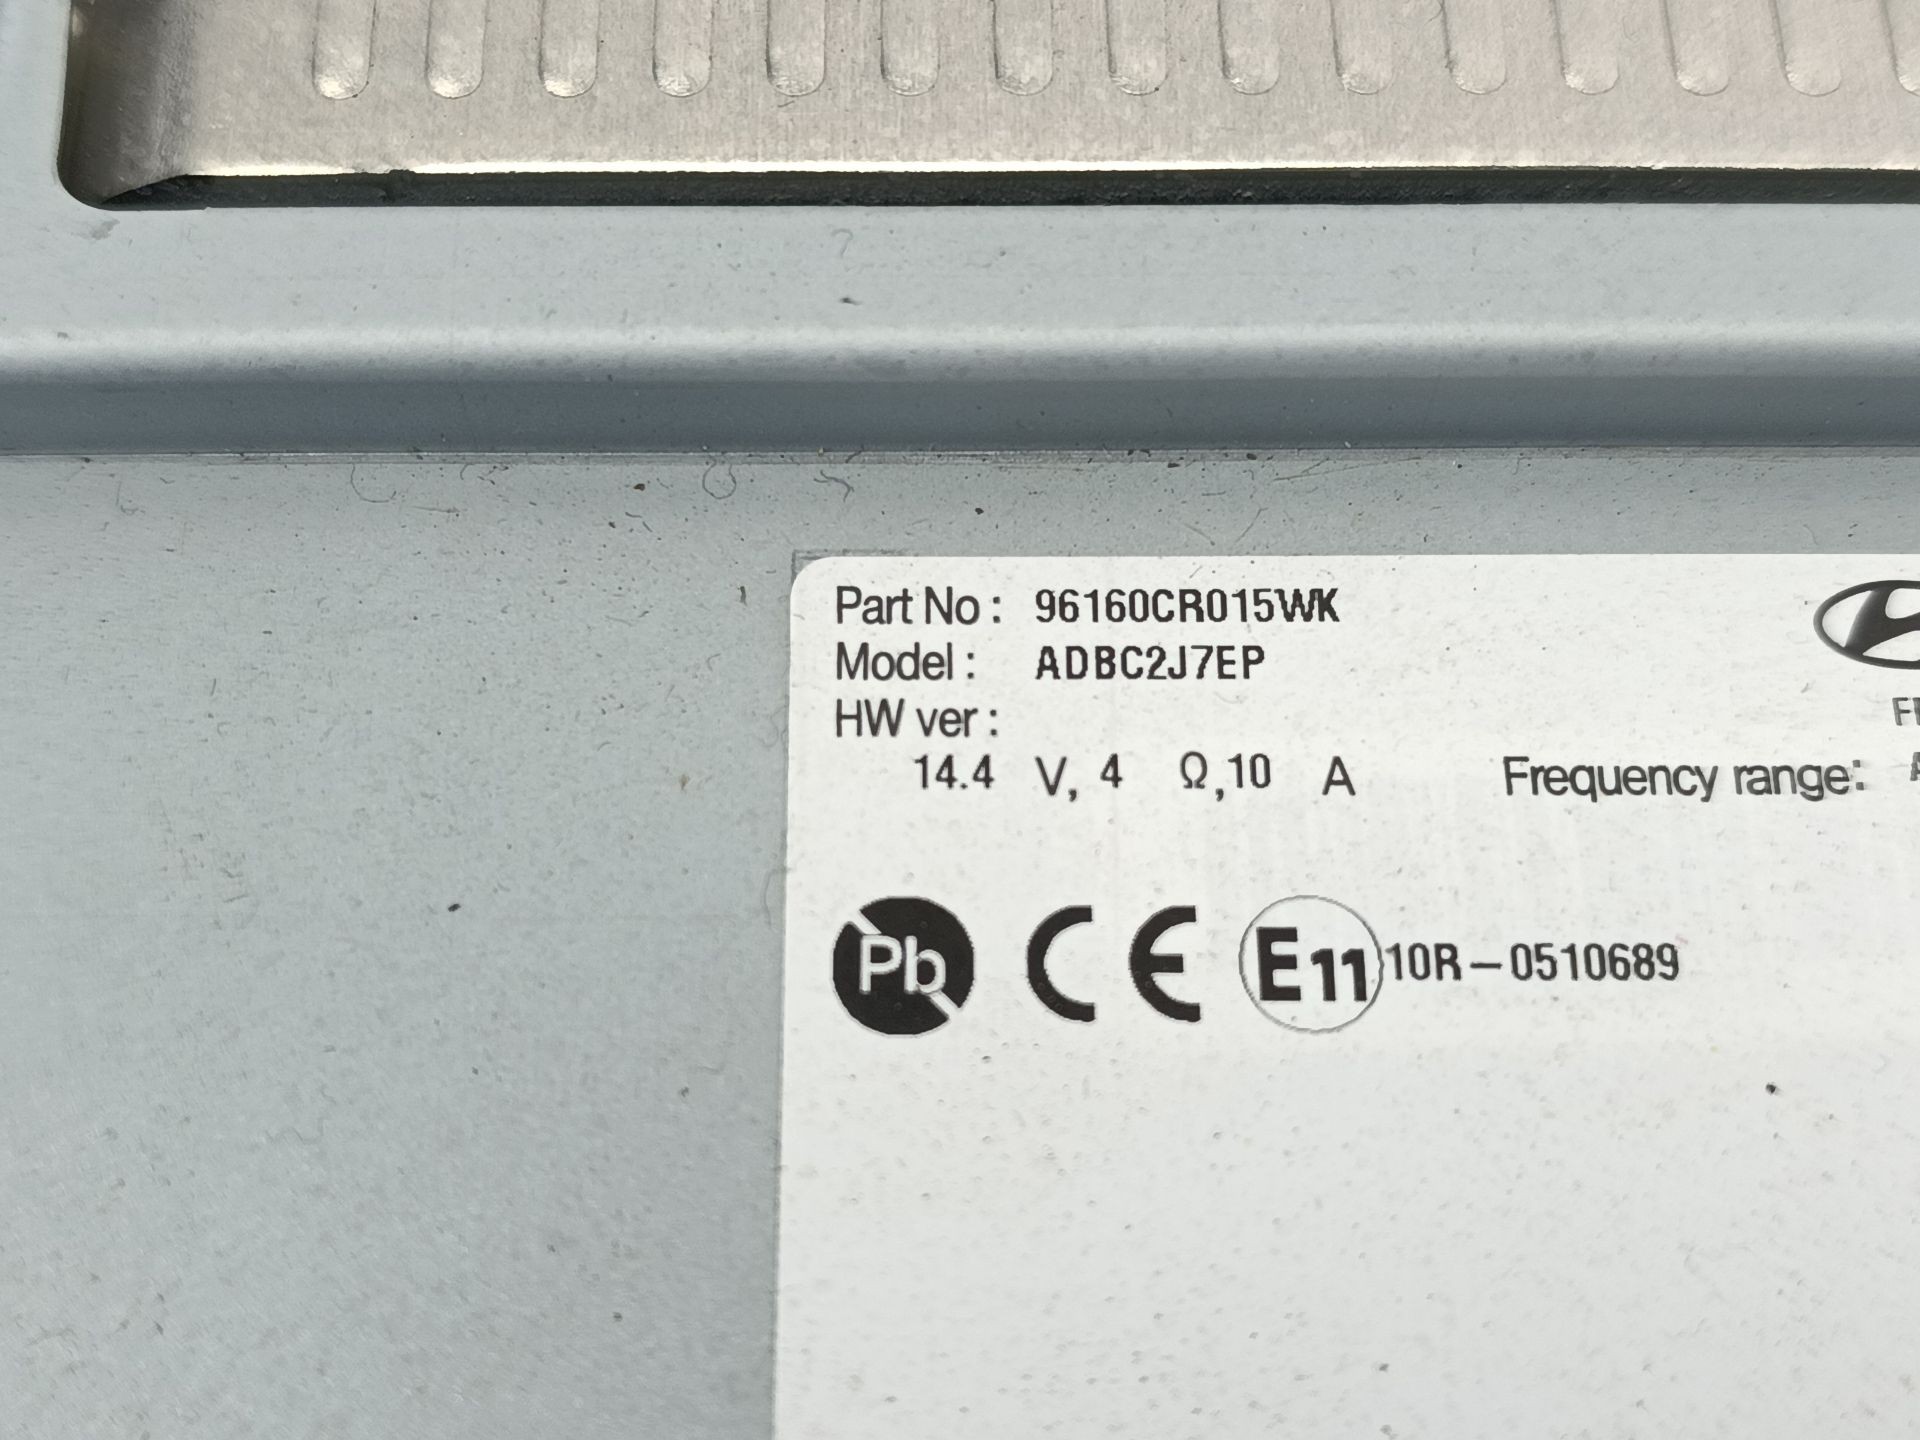 Part No : 96160CR015WK
Model : ADBC2J7EP
HW ver :
14.4 V, 4 Ω,10 A Frequency range:
Pb CE E11 10R-0510689